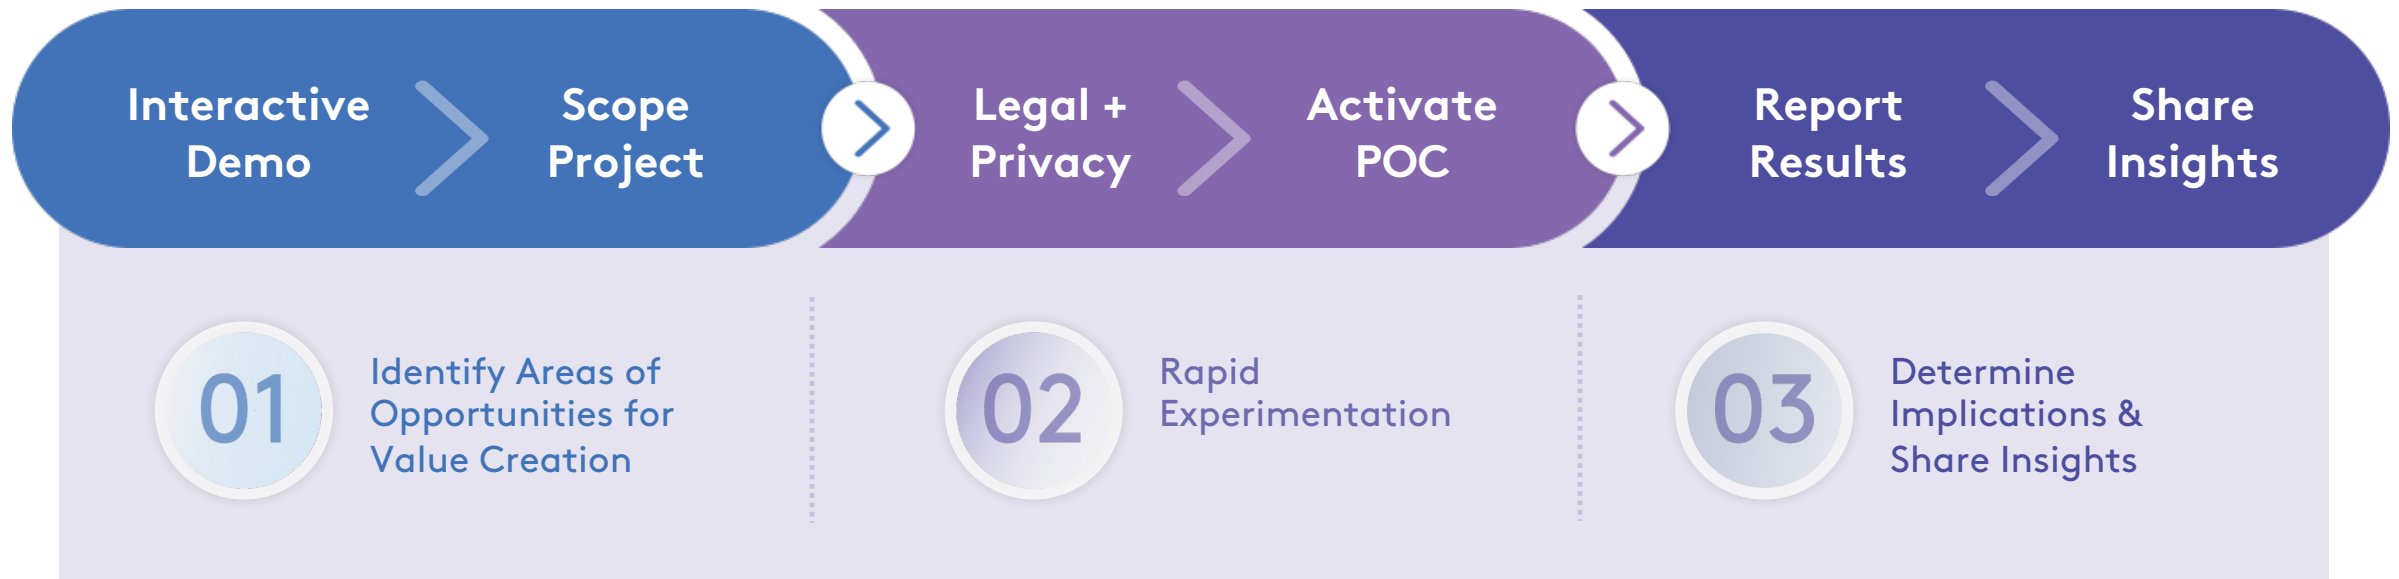 Interactive
Demo
Scope
Project
Legal +
Privacy
Activate
POC
Report
Results
Share
Insights
01
Identify Areas of
Opportunities for
Value Creation
02
Rapid
Experimentation
03
Determine
Implications &
Share Insights